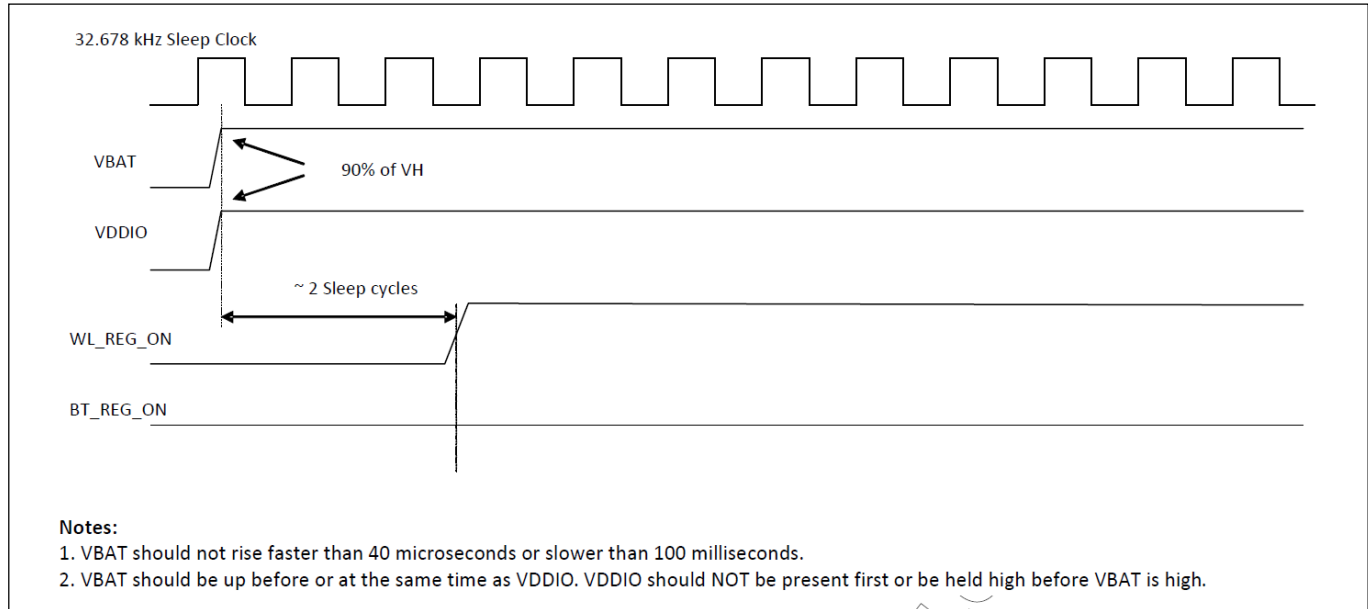 32.678 kHz Sleep Clock
VBAT
90% of VH
VDDIO
~ 2 Sleep cycles
WL_REG_ON
BT_REG_ON
Notes:
1. VBAT should not rise faster than 40 microseconds or slower than 100 milliseconds.
2. VBAT should be up before or at the same time as VDDIO. VDDIO should NOT be present first or be held high before VBAT is high.